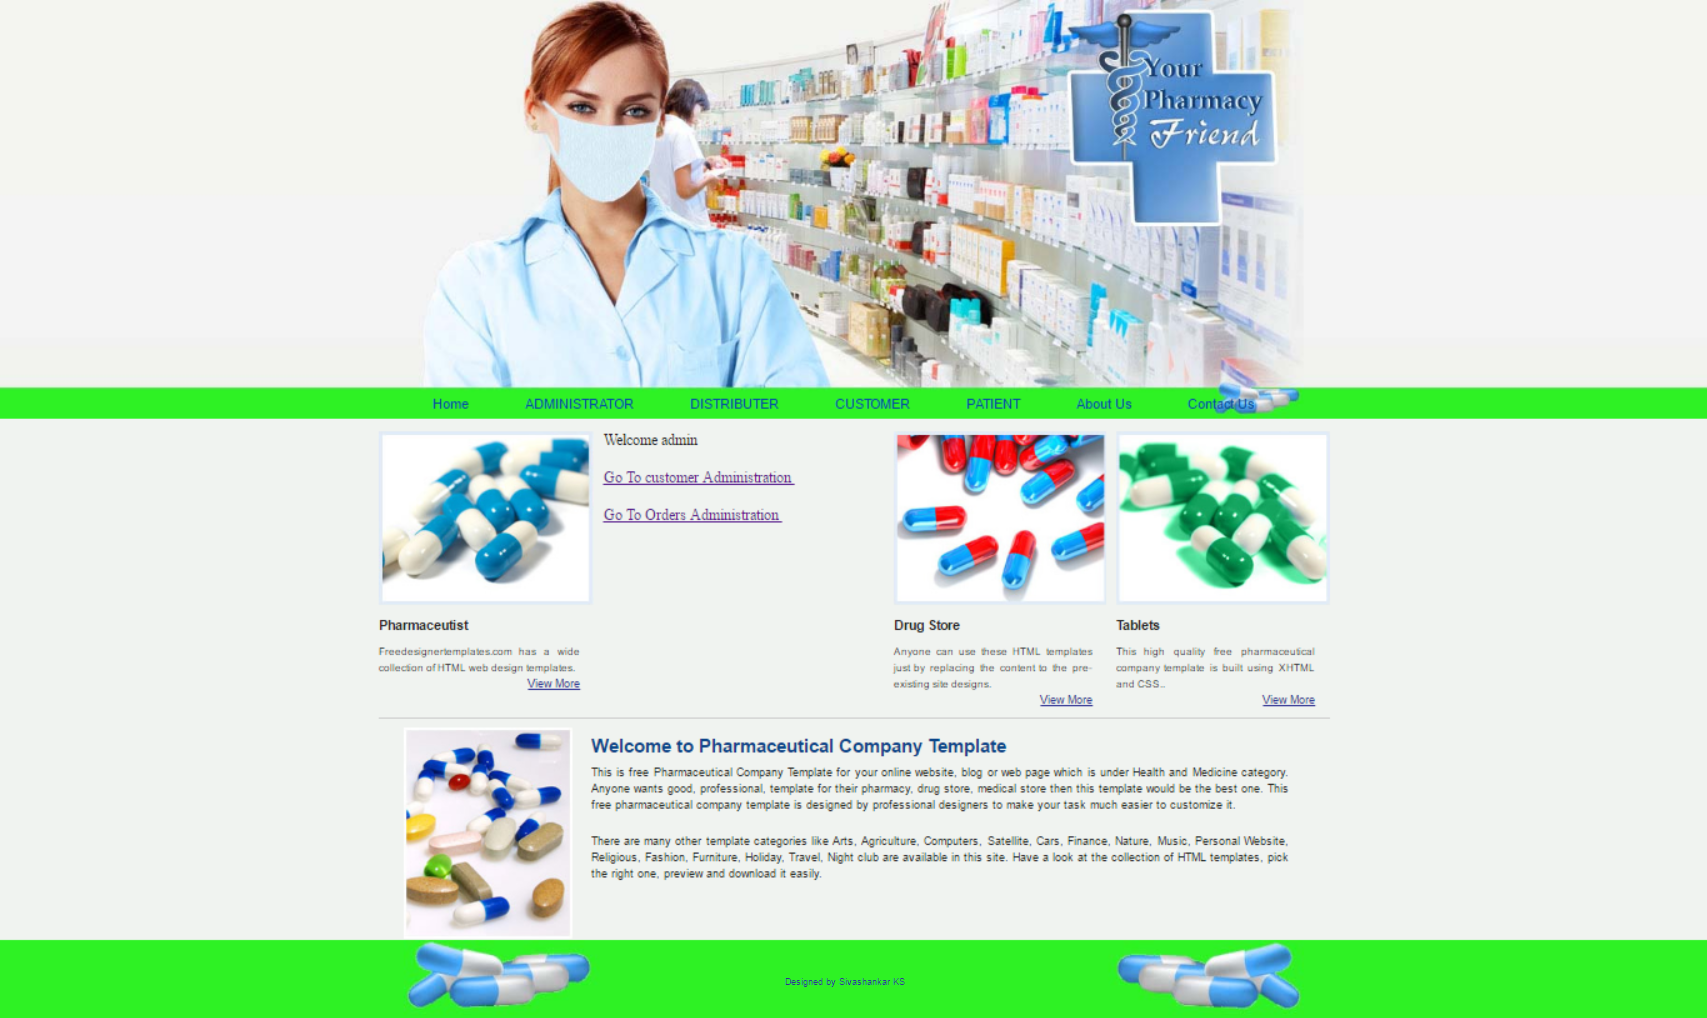 Your
Pharmacy
Friend
Home ADMINISTRATOR DISTRIBUTER CUSTOMER PATIENT About Us Contact Us
Welcome admin
Go To customer Administration
Go To Orders Administration
Pharmaceutist
Freedesignertemplates.com has a wide
collection of HTML web design templates.
View More
Drug Store
Anyone can use these HTML templates
just by replacing the content to the pre-
existing site designs.
View More
Tablets
This high quality free pharmaceutical
company template is built using XHTML
and CSS..
View More
Welcome to Pharmaceutical Company Template
This is free Pharmaceutical Company Template for your online website, blog or web page which is under Health and Medicine category.
Anyone wants good, professional, template for their pharmacy, drug store, medical store then this template would be the best one. This
free pharmaceutical company template is designed by professional designers to make your task much easier to customize it.
There are many other template categories like Arts, Agriculture, Computers, Satellite, Cars, Finance, Nature, Music, Personal Website,
Religious, Fashion, Furniture, Holiday, Travel, Night club are available in this site. Have a look at the collection of HTML templates, pick
the right one, preview and download it easily.
Designed by Sivashankar KS